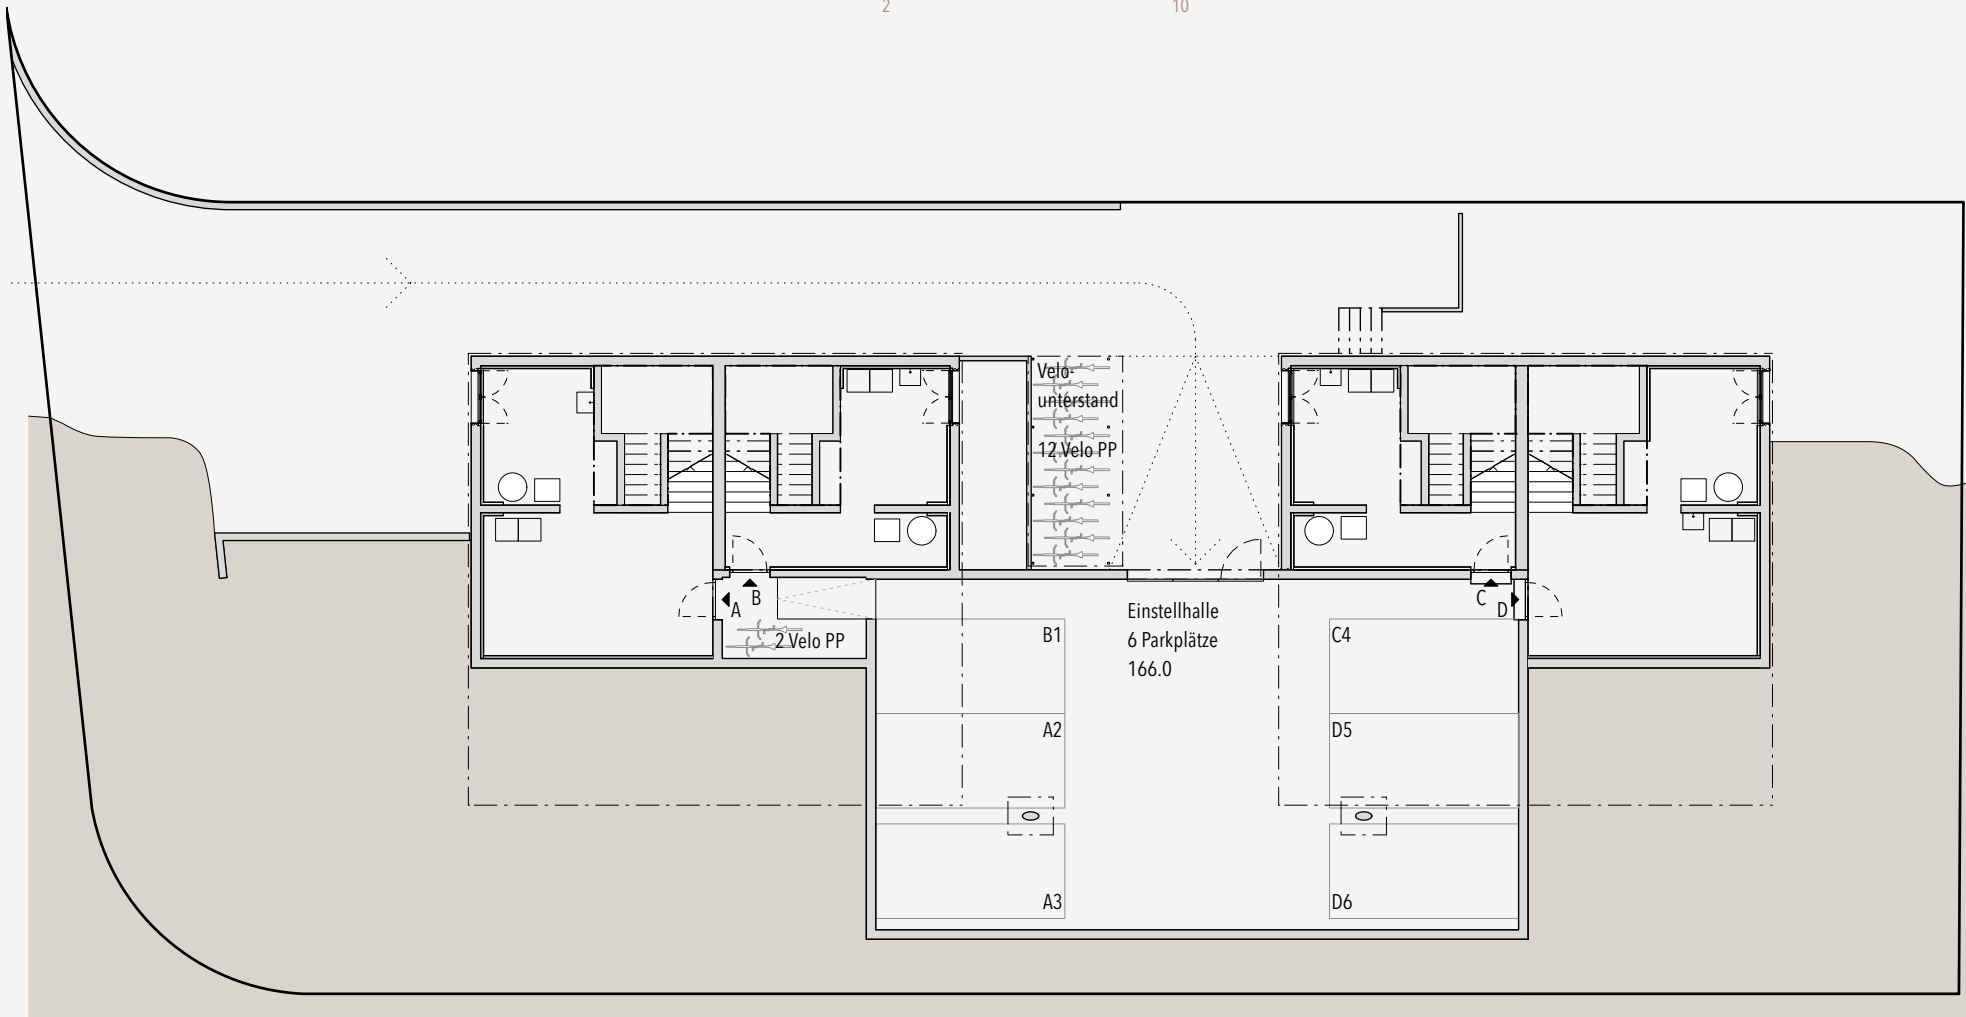 2
10
Velo-
unterstand
12 Velo PP
A
B
2 Velo PP
B1
A2
A3
Einstellhalle
6 Parkplätze
166.0
C
D
C4
D5
D6